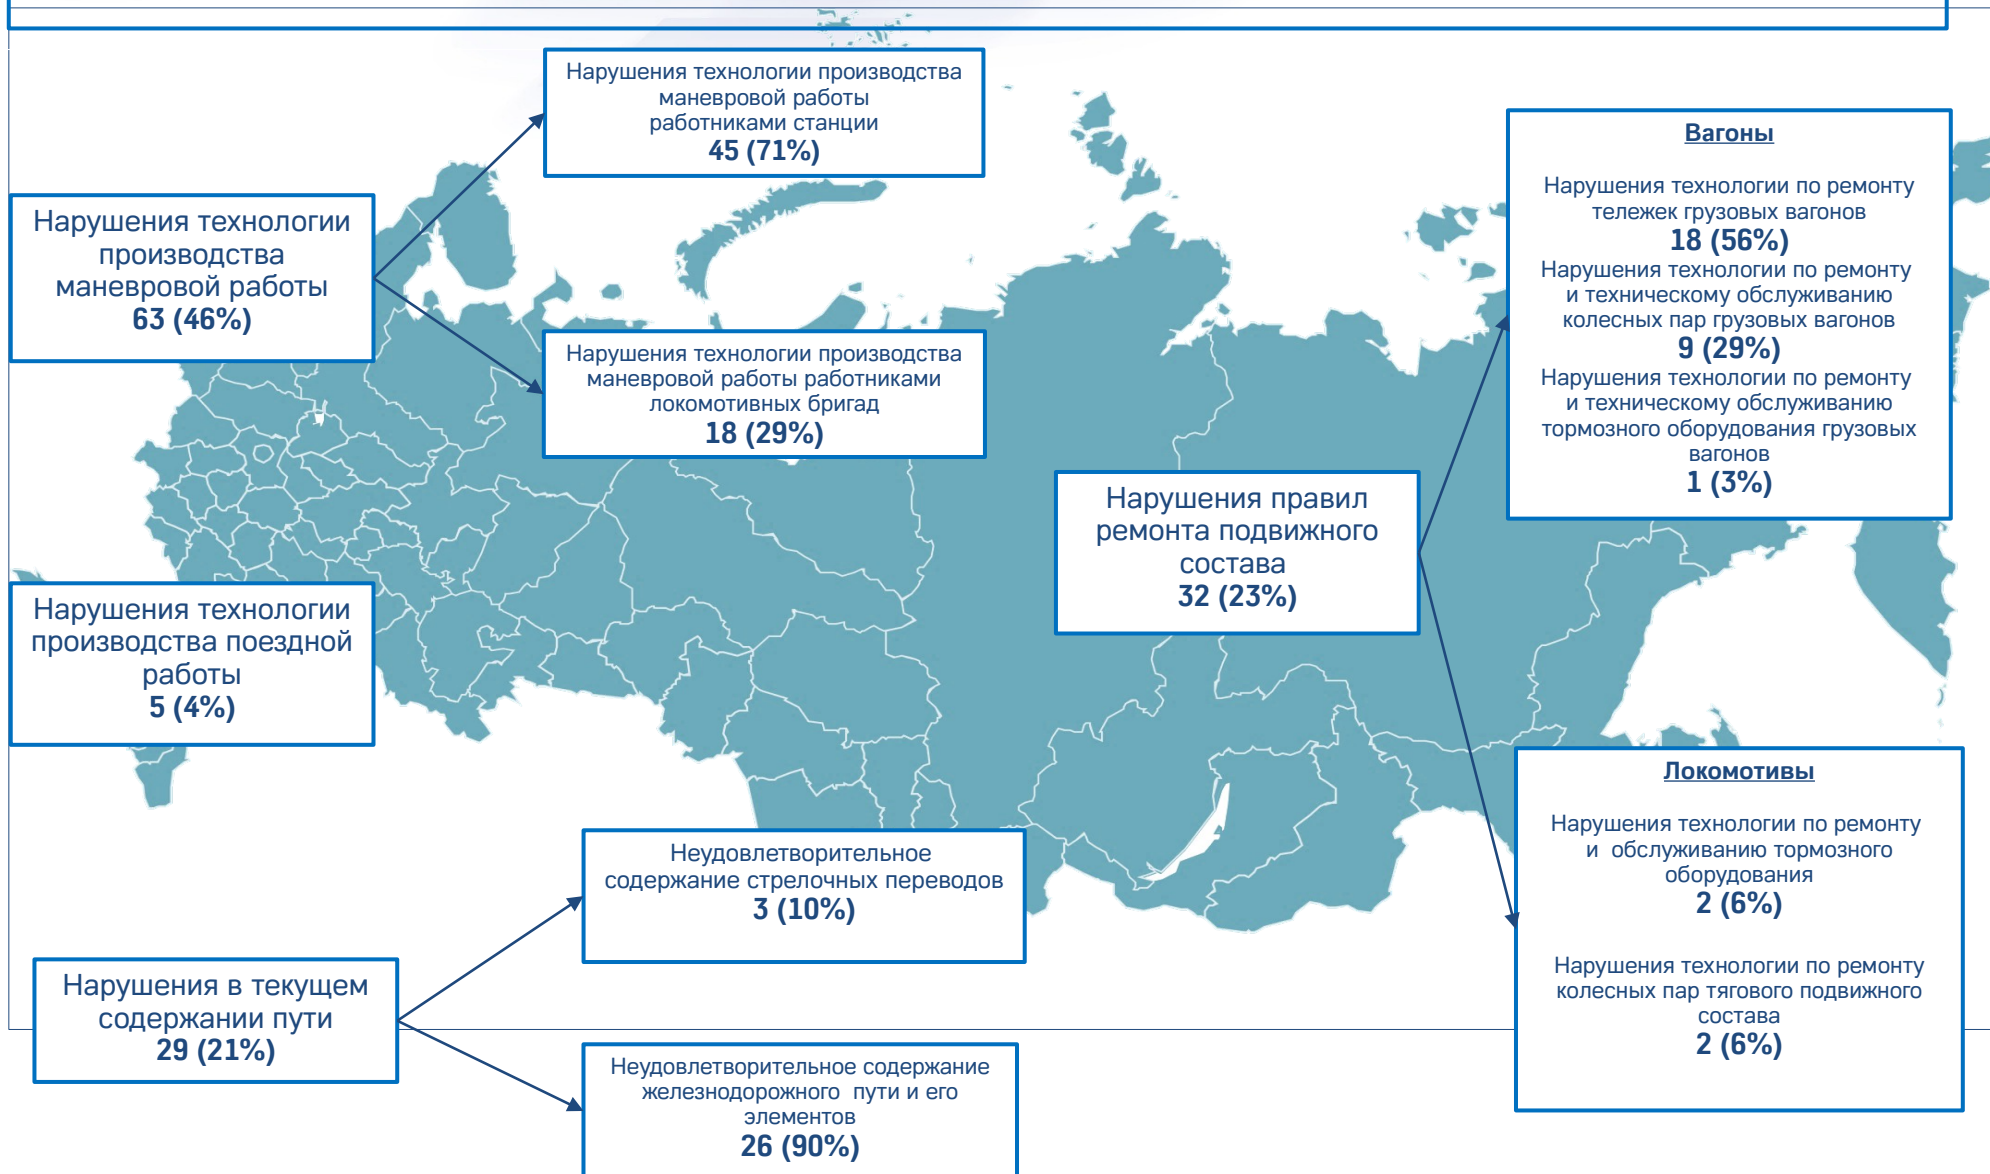 Нарушения технологии производства
маневровой работы
работниками станции
45 (71%)
Нарушения технологии
производства
маневровой работы
63 (46%)
Нарушения технологии производства
маневровой работы работниками
локомотивных бригад
18 (29%)
Нарушения технологии
производства поездной
работы
5 (4%)
Неудовлетворительное
содержание стрелочных переводов
3 (10%)
Нарушения в текущем
содержании пути
29 (21%)
Неудовлетворительное содержание
железнодорожного пути и его
элементов
26 (90%)
Нарушения правил
ремонта подвижного
состава
32 (23%)
Вагоны
Нарушения технологии по ремонту
тележек грузовых вагонов
18 (56%)
Нарушения технологии по ремонту
и техническому обслуживанию
колесных пар грузовых вагонов
9 (29%)
Нарушения технологии по ремонту
и техническому обслуживанию
тормозного оборудования грузовых
вагонов
1 (3%)
Локомотивы
Нарушения технологии по ремонту
и обслуживанию тормозного
оборудования
2 (6%)
Нарушения технологии по ремонту
колесных пар тягового подвижного
состава
2 (6%)